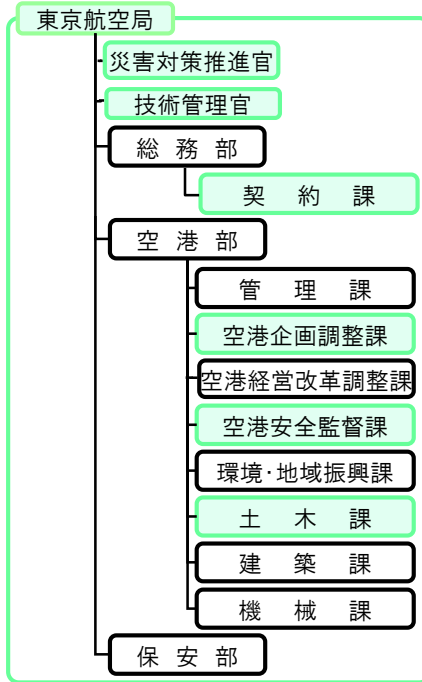 東京航空局
災害対策推進官
技術管理官
総務部
契約課
空港部
管理課
空港企画調整課
空港経営改革調整課
空港安全監督課
環境･地域振興課
土木課
建築課
機械課
保安部